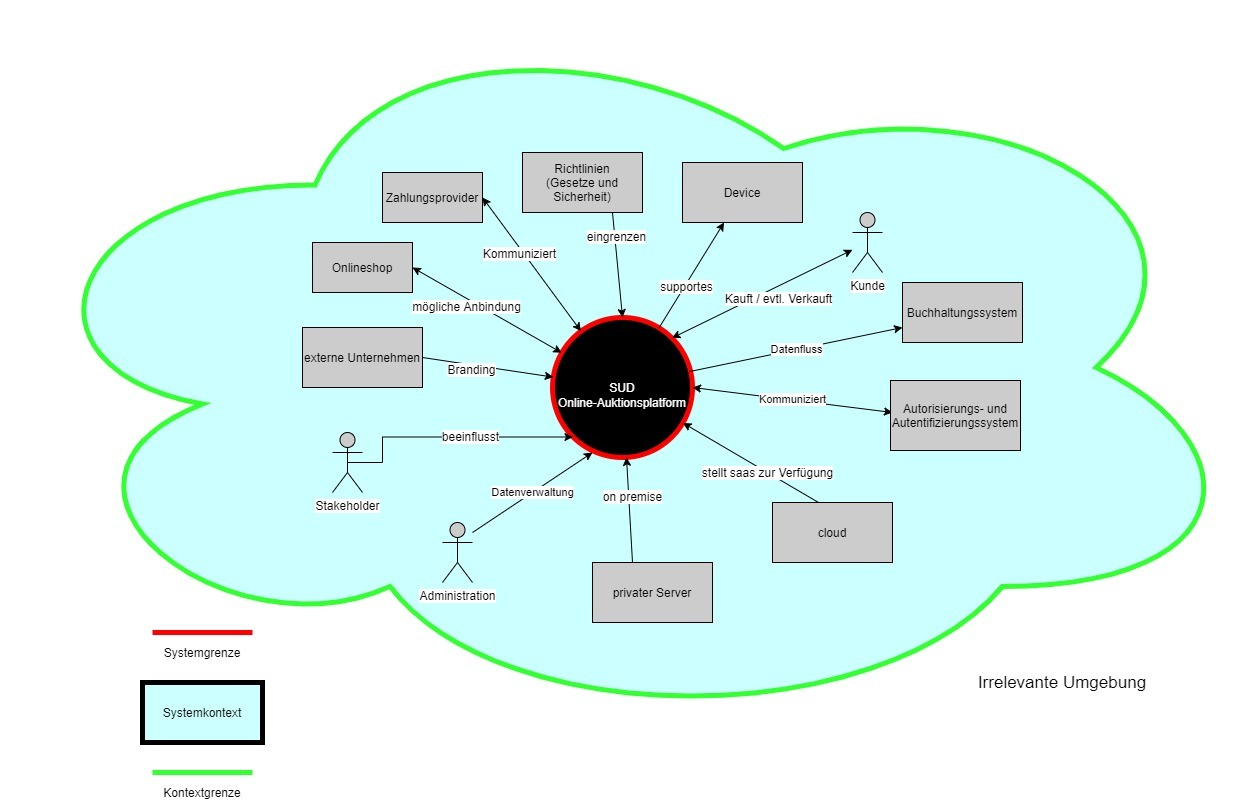 Richtlinien
(Gesetze und
Sicherheit)
Zahlungsprovider
Device
eingrenzen
Kommuniziert
Onlineshop
supportes
Kunde
mögliche Anbindung
Kauft / evtl. Verkauft
Buchhaltungssystem
externe Unternehmen
Datenfluss
Branding
SUD
Online-Auktionsplatform
Kommuniziert
Autorisierungs- und
Autentifizierungssystem
beeinflusst
stellt saas zur Verfügung
Datenverwaltung
on premise
Stakeholder
cloud
Administration
privater Server
Systemgrenze
Irrelevante Umgebung
Systemkontext
Kontextgrenze